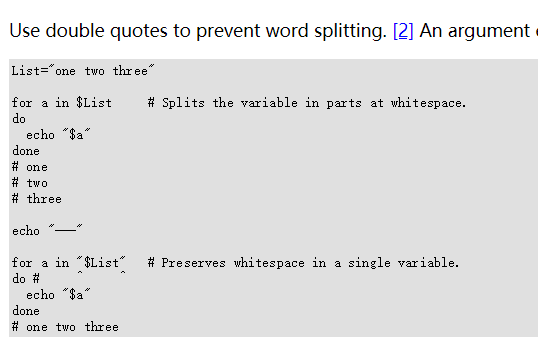 Use double quotes to prevent word splitting. [2] An argument
List="one two three"
for a in $List    # Splits the variable in parts at whitespace.
do
  echo "$a"
done
# one
# two
# three
echo "———"
for a in "$List"   # Preserves whitespace in a single variable.
do #     ^     ^
  echo "$a"
done
# one two three